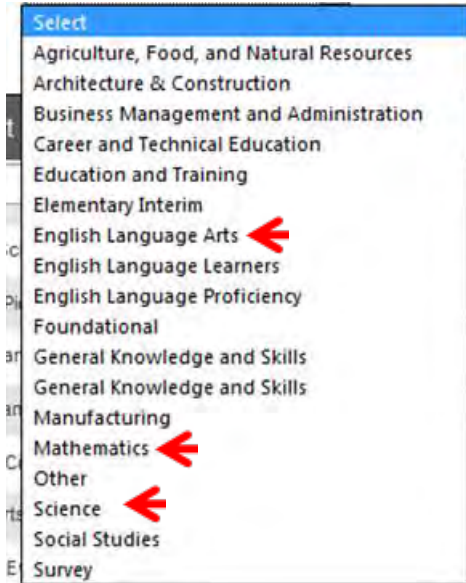 Select
Agriculture, Food, and Natural Resources
Architecture & Construction
Business Management and Administration
Career and Technical Education
Education and Training
Elementary Interim
English Language Arts
English Language Learners
English Language Proficiency
Foundational
General Knowledge and Skills
General Knowledge and Skills
Manufacturing
Mathematics
Other
Science
Social Studies
Survey